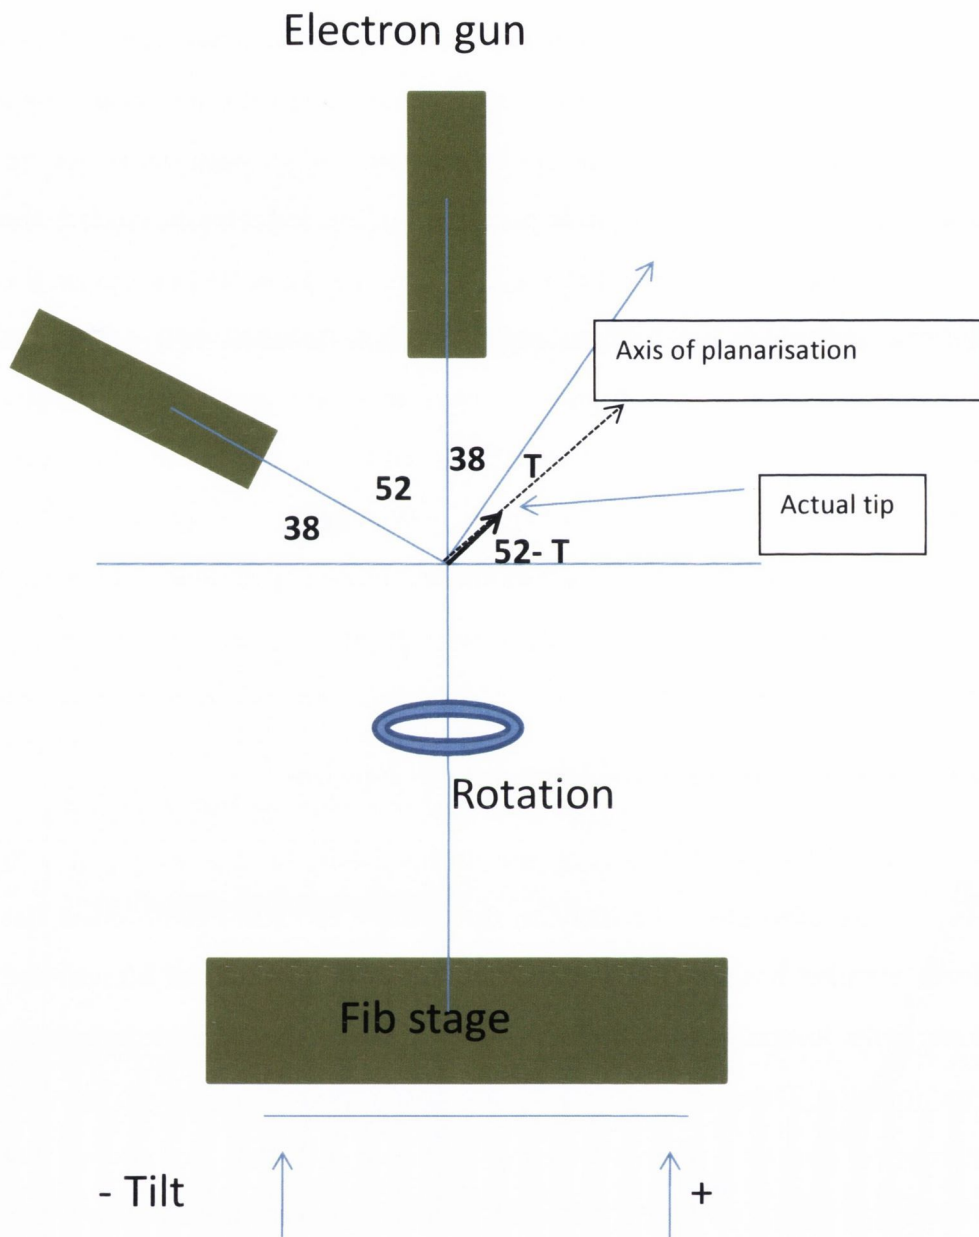 Electron gun
Axis of planarisation
38
T
52
Actual tip
38
52- T
Rotation
Fib stage
- Tilt
+